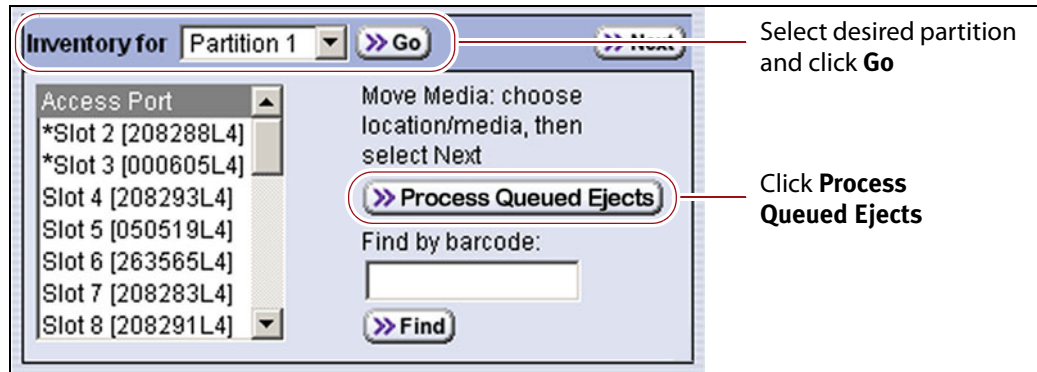 Inventory for Partition 1 Go Next
Select desired partition
and click Go
Access Port
*Slot 2 [208288L4]
*Slot 3 [000605L4]
Slot 4 [208293L4]
Slot 5 [050519L4]
Slot 6 [263565L4]
Slot 7 [208283L4]
Slot 8 [208291L4]
Move Media: choose
location/media, then
select Next
Process Queued Ejects
Find by barcode:
Find
Click Process
Queued Ejects